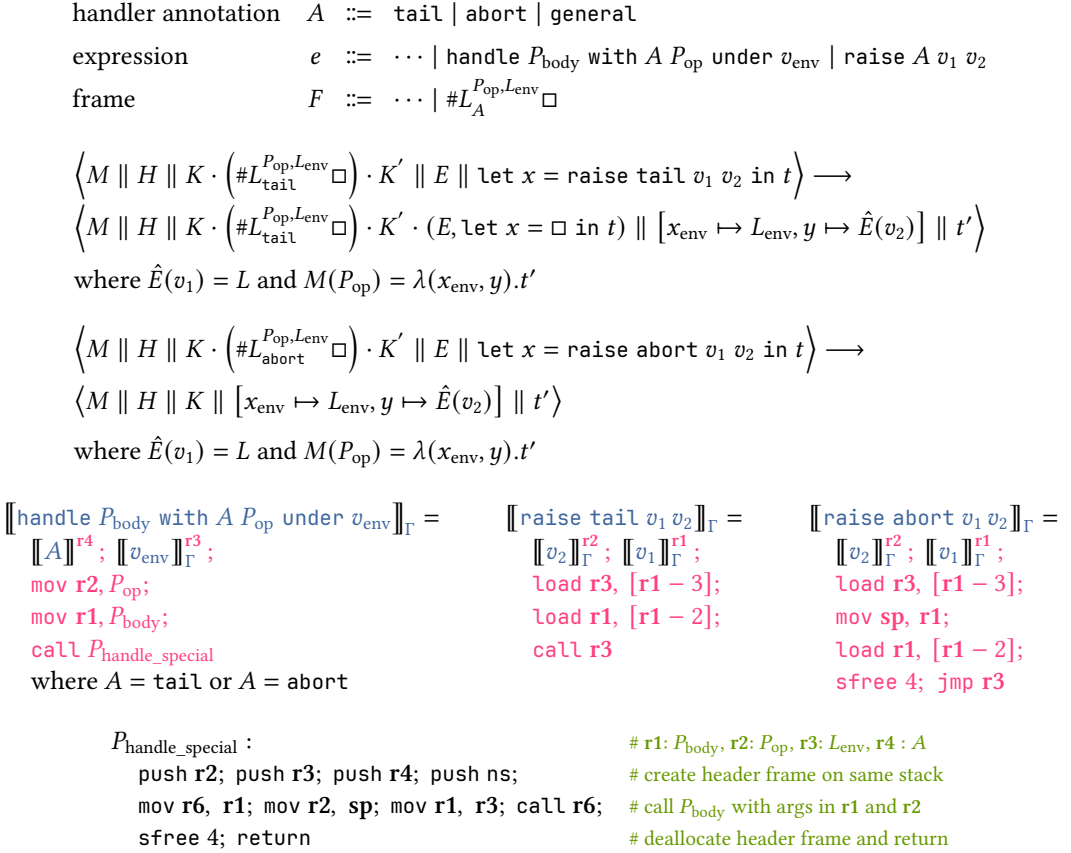 handler annotation A ::= tail | abort | general
expression e ::= ⋯ | handle P_body with A P_op under v_env | raise A v_1 v_2
frame F ::= ⋯ | #L_A^{P_op,L_env} □
⟨M ∥ H ∥ K · (#L_tail^{P_op,L_env} □) · K′ ∥ E ∥ let x = raise tail v_1 v_2 in t⟩ ⟶
⟨M ∥ H ∥ K · (#L_tail^{P_op,L_env} □) · K′ · (E, let x = □ in t) ∥ [x_env ↦ L_env, y ↦ Ê(v_2)] ∥ t′⟩
where Ê(v_1) = L and M(P_op) = λ(x_env, y).t′
⟨M ∥ H ∥ K · (#L_abort^{P_op,L_env} □) · K′ ∥ E ∥ let x = raise abort v_1 v_2 in t⟩ ⟶
⟨M ∥ H ∥ K ∥ [x_env ↦ L_env, y ↦ Ê(v_2)] ∥ t′⟩
where Ê(v_1) = L and M(P_op) = λ(x_env, y).t′
⟦handle P_body with A P_op under v_env⟧_Γ =
⟦A⟧^r4 ; ⟦v_env⟧_Γ^r3 ;
mov r2, P_op;
mov r1, P_body;
call P_handle_special
where A = tail or A = abort
⟦raise tail v_1 v_2⟧_Γ =
⟦v_2⟧_Γ^r2 ; ⟦v_1⟧_Γ^r1 ;
load r3, [r1 − 3];
load r1, [r1 − 2];
call r3
⟦raise abort v_1 v_2⟧_Γ =
⟦v_2⟧_Γ^r2 ; ⟦v_1⟧_Γ^r1 ;
load r3, [r1 − 3];
mov sp, r1;
load r1, [r1 − 2];
sfree 4; jmp r3
P_handle_special : # r1: P_body, r2: P_op, r3: L_env, r4 : A
push r2; push r3; push r4; push ns; # create header frame on same stack
mov r6, r1; mov r2, sp; mov r1, r3; call r6; # call P_body with args in r1 and r2
sfree 4; return # deallocate header frame and return